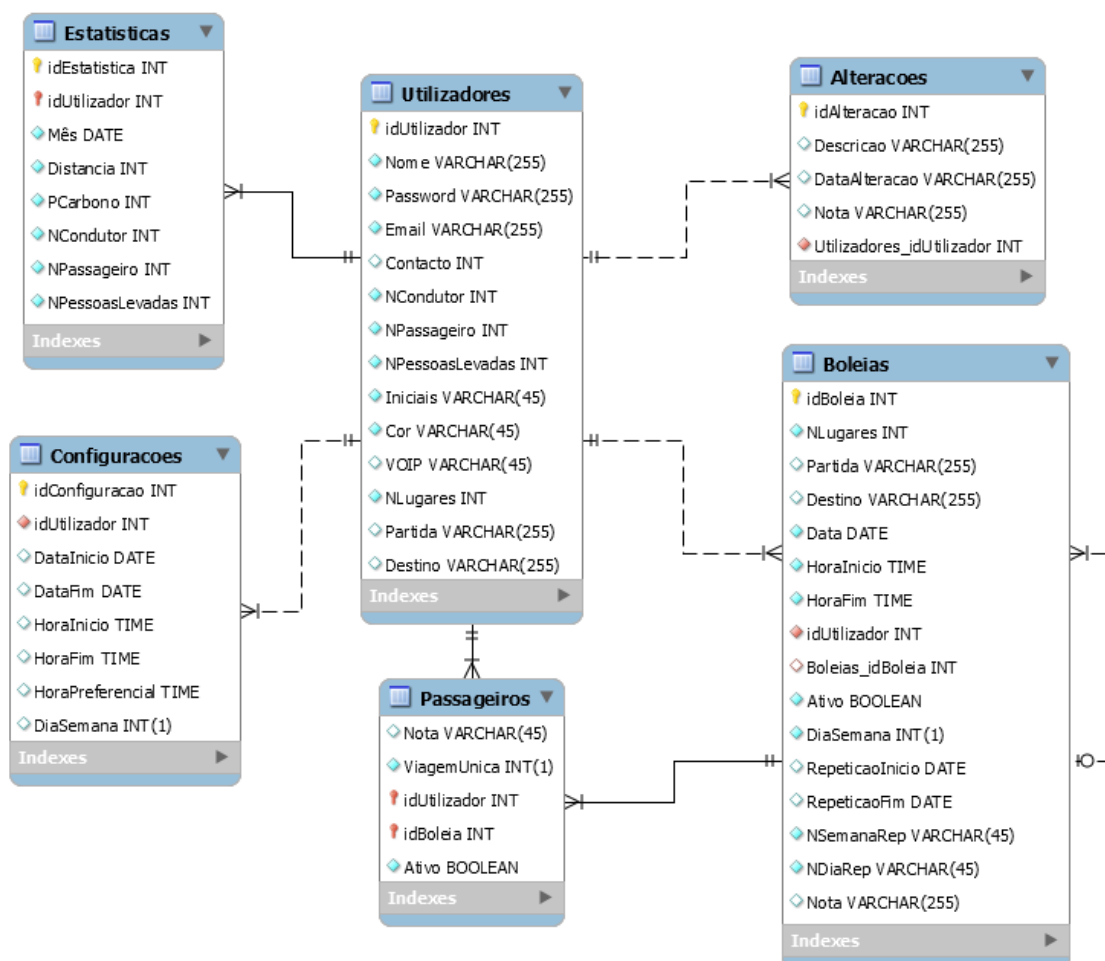 Estatisticas
idEstatistica INT
idUtilizador INT
Mês DATE
Distancia INT
PCarbono INT
NCondutor INT
NPassageiro INT
NPessoasLevadas INT
Indexes
Utilizadores
idUtilizador INT
Nome VARCHAR(255)
Password VARCHAR(255)
Email VARCHAR(255)
Contacto INT
NCondutor INT
NPassageiro INT
NPessoasLevadas INT
Iniciais VARCHAR(45)
Cor VARCHAR(45)
VOIP VARCHAR(45)
NLugares INT
Partida VARCHAR(255)
Destino VARCHAR(255)
Indexes
Alteracoes
idAlteracao INT
Descricao VARCHAR(255)
DataAlteracao VARCHAR(255)
Nota VARCHAR(255)
Utilizadores_idUtilizador INT
Indexes
Configuracoes
idConfiguracao INT
idUtilizador INT
DataInicio DATE
DataFim DATE
HoraInicio TIME
HoraFim TIME
HoraPreferencial TIME
DiaSemana INT(1)
Indexes
Passageiros
Nota VARCHAR(45)
ViagemUnica INT(1)
idUtilizador INT
idBoleia INT
Ativo BOOLEAN
Indexes
Boleias
idBoleia INT
NLugares INT
Partida VARCHAR(255)
Destino VARCHAR(255)
Data DATE
HoraInicio TIME
HoraFim TIME
idUtilizador INT
Boleias_idBoleia INT
Ativo BOOLEAN
DiaSemana INT(1)
RepeticaoInicio DATE
RepeticaoFim DATE
NSemanaRep VARCHAR(45)
NDiaRep VARCHAR(45)
Nota VARCHAR(255)
Indexes